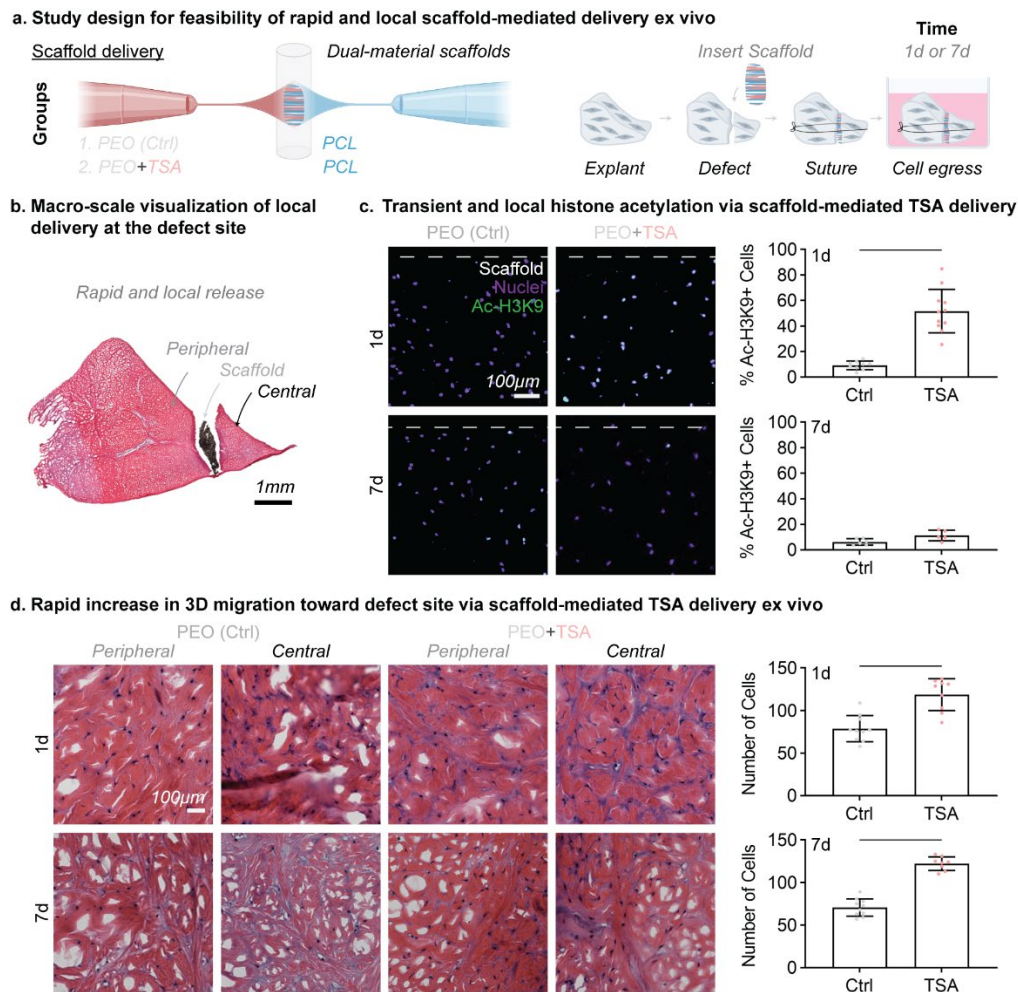 a. Study design for feasibility of rapid and local scaffold-mediated delivery ex vivo
Scaffold delivery
Dual-material scaffolds
Groups
1. PEO (Ctrl)
2. PEO+TSA
PCL
PCL
Insert Scaffold
Time
1d or 7d
Explant
Defect
Suture
Cell egress
b. Macro-scale visualization of local
delivery at the defect site
Rapid and local release
Peripheral
Scaffold
Central
1mm
c. Transient and local histone acetylation via scaffold-mediated TSA delivery
PEO (Ctrl)
PEO+TSA
Scaffold
Nuclei
Ac-H3K9
100µm
1d
7d
% Ac-H3K9+ Cells
100
80
60
40
20
0
1d
Ctrl
TSA
% Ac-H3K9+ Cells
100
80
60
40
20
0
7d
Ctrl
TSA
d. Rapid increase in 3D migration toward defect site via scaffold-mediated TSA delivery ex vivo
PEO (Ctrl)
PEO+TSA
Peripheral
Central
Peripheral
Central
1d
100µm
7d
Number of Cells
150
100
50
0
1d
Ctrl
TSA
Number of Cells
150
100
50
0
7d
Ctrl
TSA